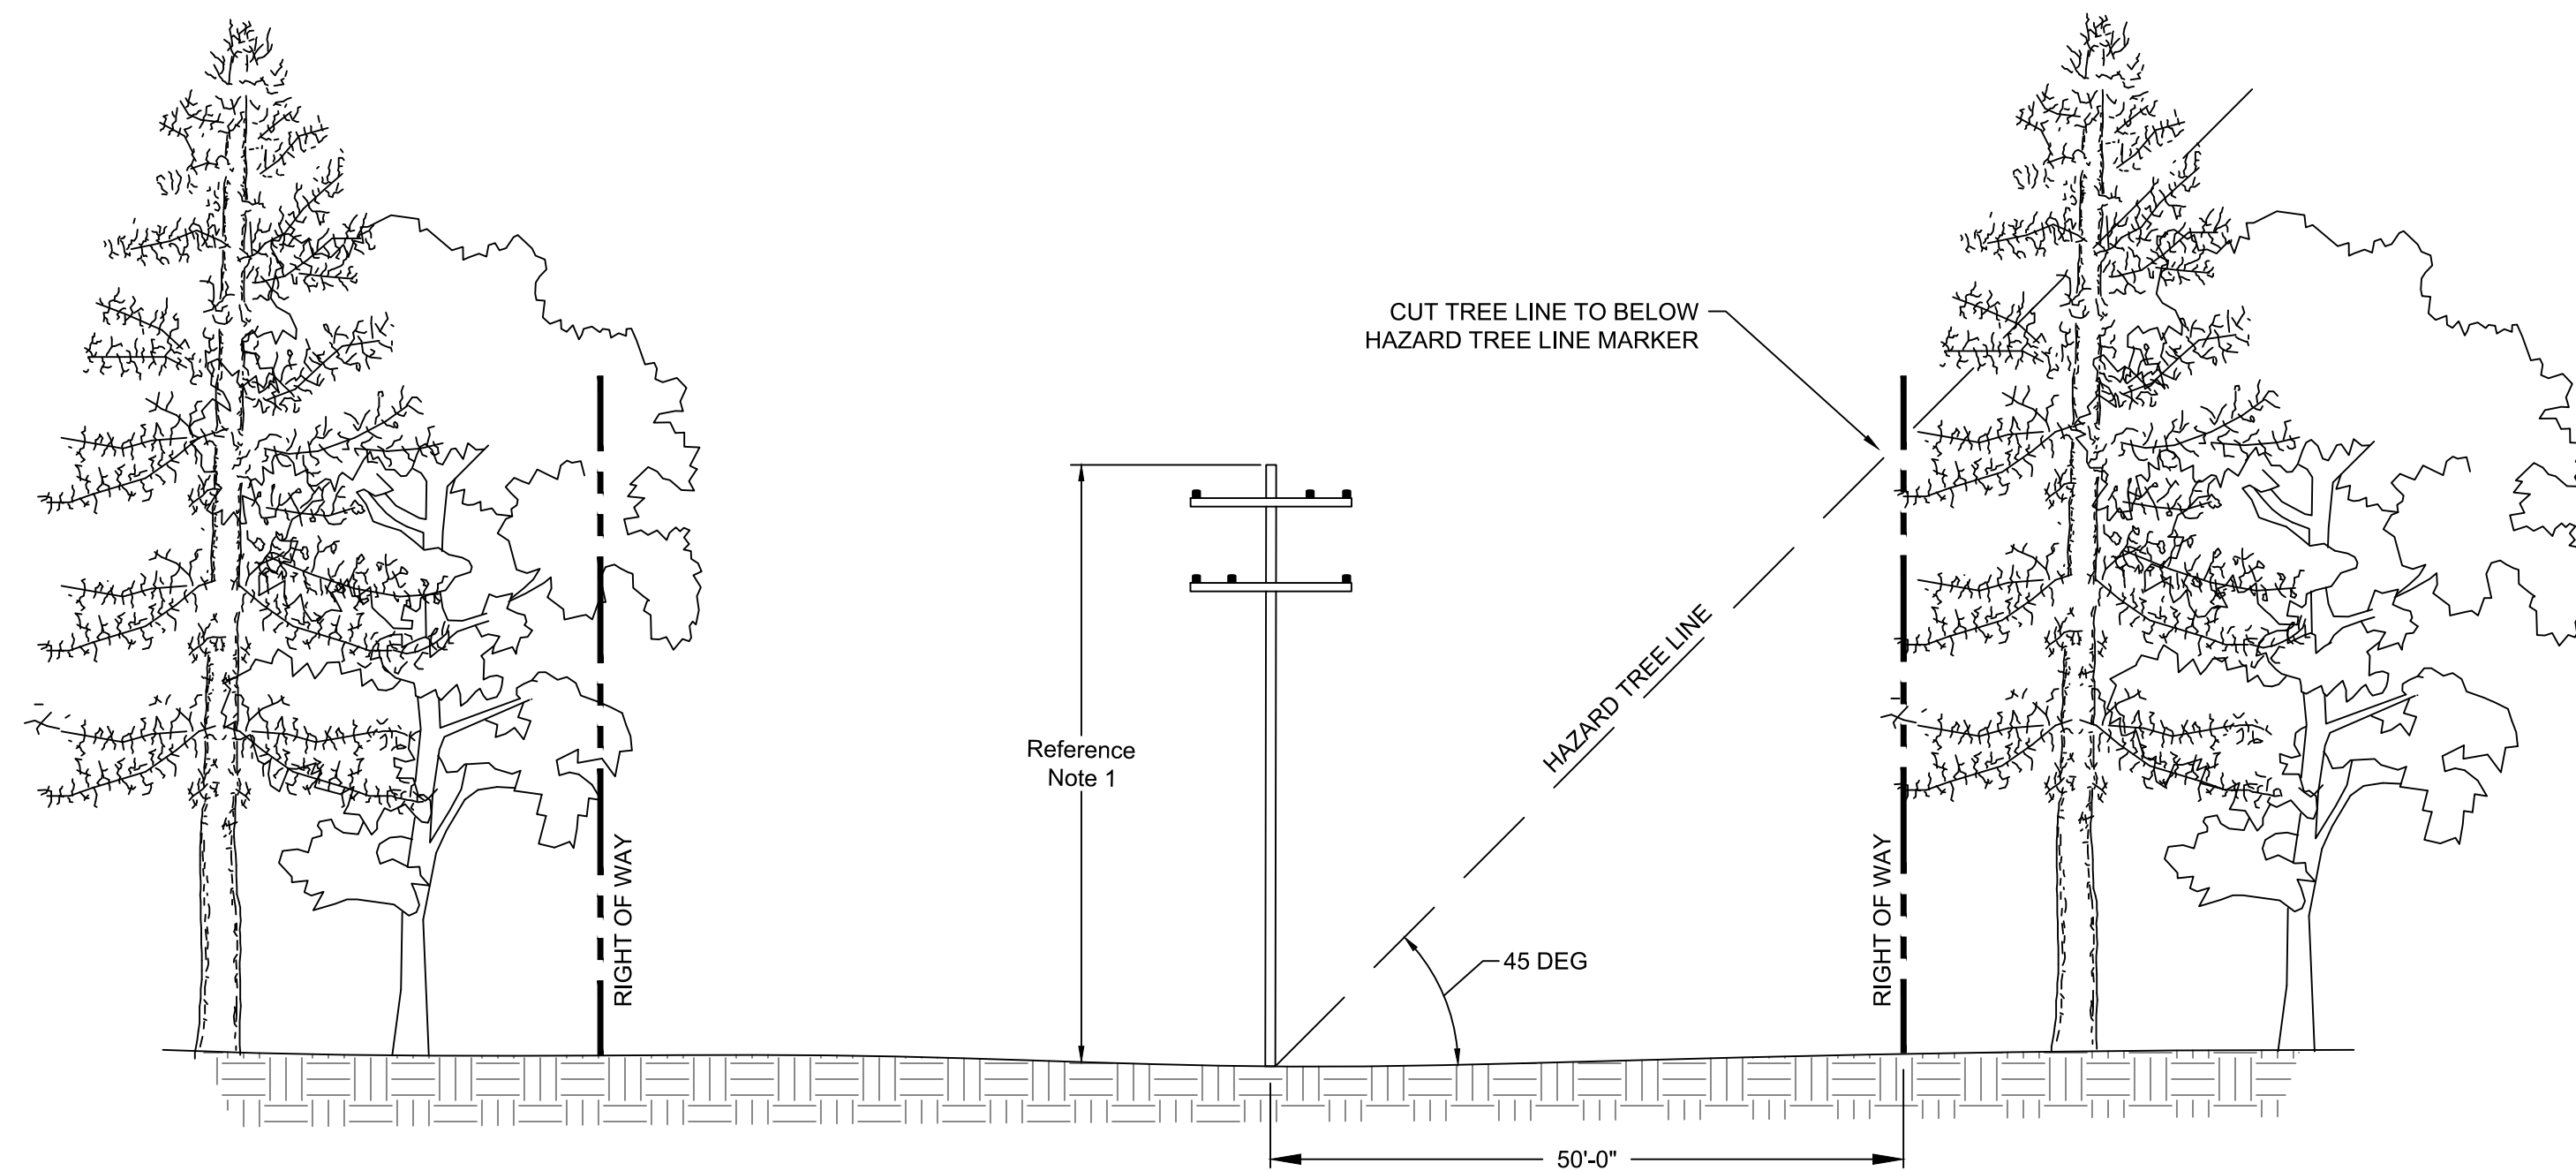 CUT TREE LINE TO BELOW
HAZARD TREE LINE MARKER
HAZARD TREE LINE
Reference
Note 1
RIGHT OF WAY
RIGHT OF WAY
45 DEG
50'-0"